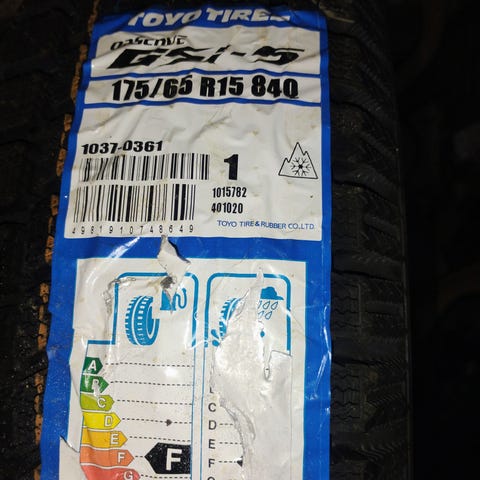 TOYO TIRES
OBSERVE
GSi-5
175/65 R15 84Q
1037-0361
1
1015782
401020
4981910748649
TOYO TIRE & RUBBER CO.,LTD.
A
B
C
D
E
F
G
F
C
D
E
F